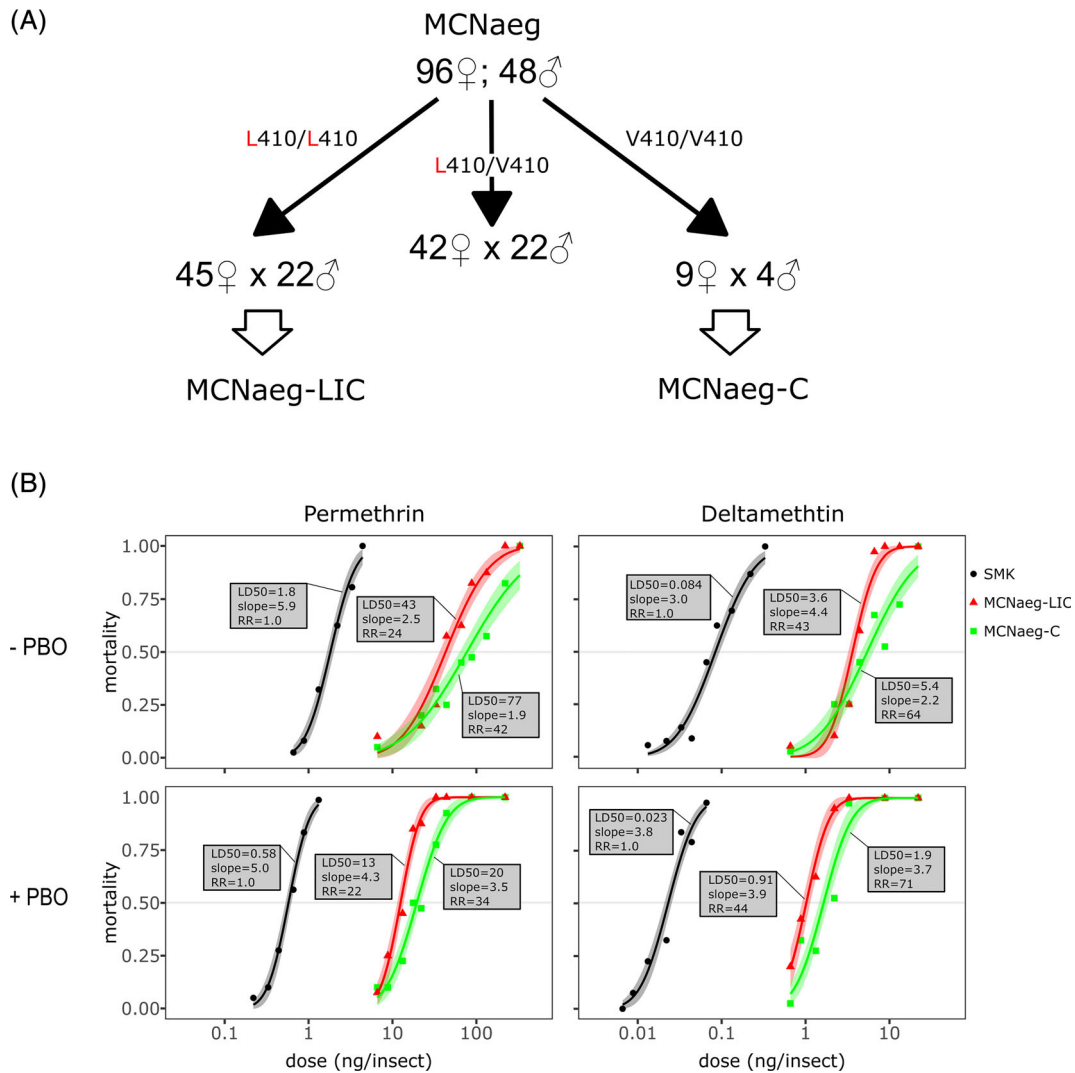 (A)
MCNaeg
96♀; 48♂
L410/L410
L410/V410
V410/V410
45♀ x 22♂
42♀ x 22♂
9♀ x 4♂
MCNaeg-LIC
MCNaeg-C
(B)
Permethrin
Deltamethtin
- PBO
mortality
1.00
0.75
0.50
0.25
0.00
LD50=1.8
slope=5.9
RR=1.0
LD50=43
slope=2.5
RR=24
LD50=77
slope=1.9
RR=42
LD50=0.084
slope=3.0
RR=1.0
LD50=3.6
slope=4.4
RR=43
LD50=5.4
slope=2.2
RR=64
SMK
MCNaeg-LIC
MCNaeg-C
+ PBO
mortality
1.00
0.75
0.50
0.25
0.00
LD50=0.58
slope=5.0
RR=1.0
LD50=13
slope=4.3
RR=22
LD50=20
slope=3.5
RR=34
LD50=0.023
slope=3.8
RR=1.0
LD50=0.91
slope=3.9
RR=44
LD50=1.9
slope=3.7
RR=71
0.1 1 10 100
0.01 0.1 1 10
dose (ng/insect)
dose (ng/insect)